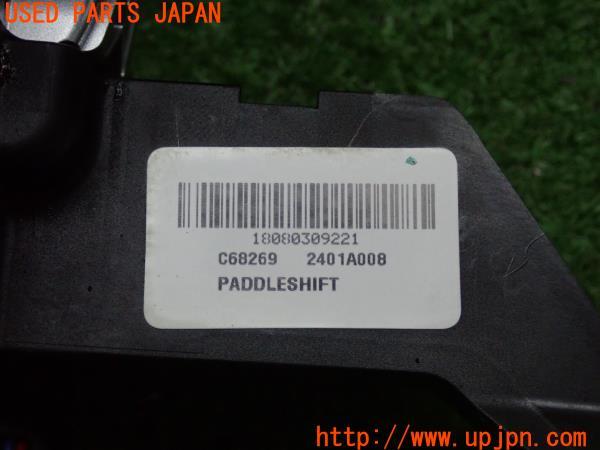 USED PARTS JAPAN
18080309221
C68269 2401A008
PADDLESHIFT
http://www.upjpn.com/